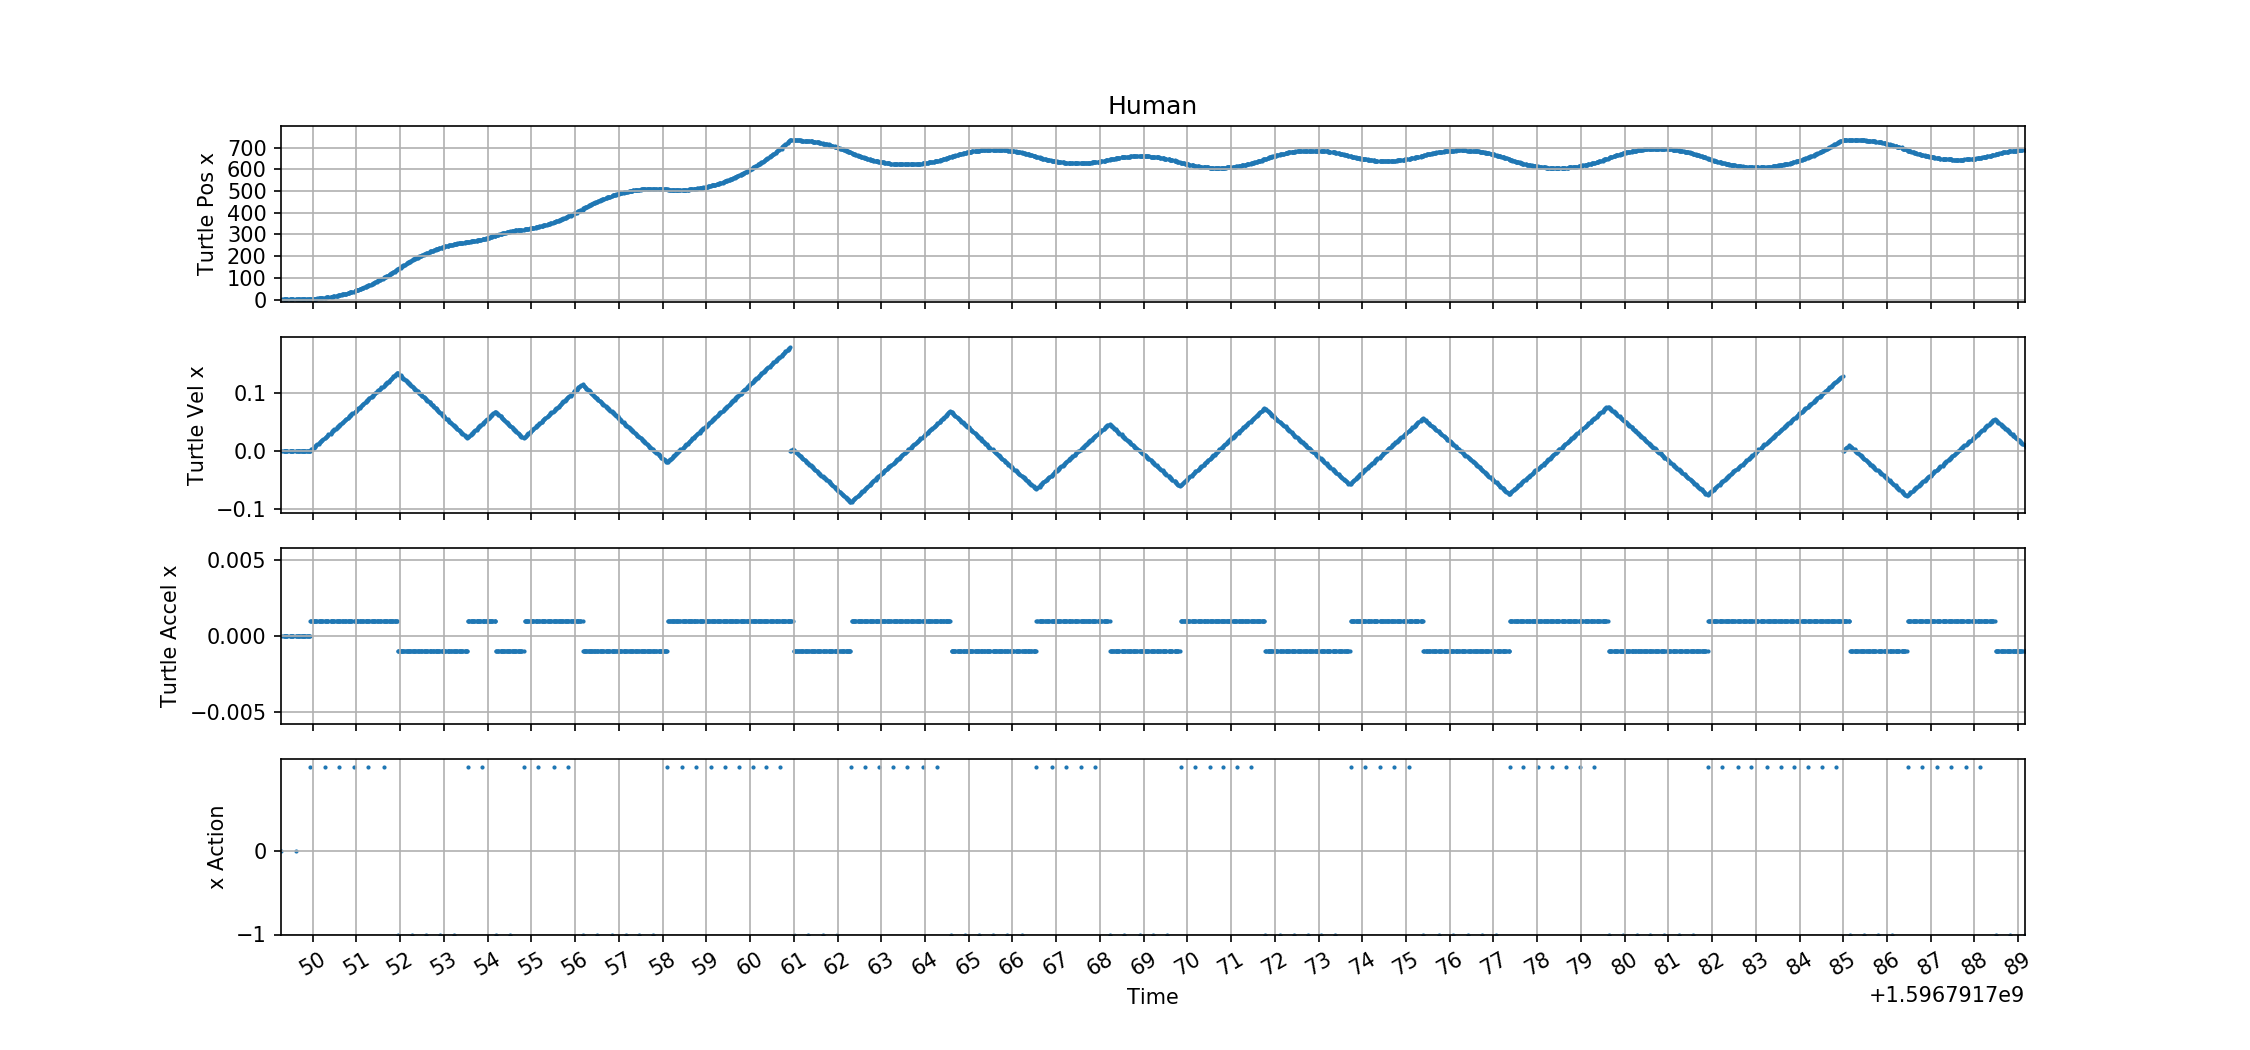 Human
Turtle Pos x
700
600
500
400
300
200
100
0
Turtle Vel x
0.1
0.0
−0.1
Turtle Accel x
0.005
0.000
−0.005
x Action
0
−1
50 51 52 53 54 55 56 57 58 59 60 61 62 63 64 65 66 67 68 69 70 71 72 73 74 75 76 77 78 79 80 81 82 83 84 85 86 87 88 89
Time
+1.5967917e9